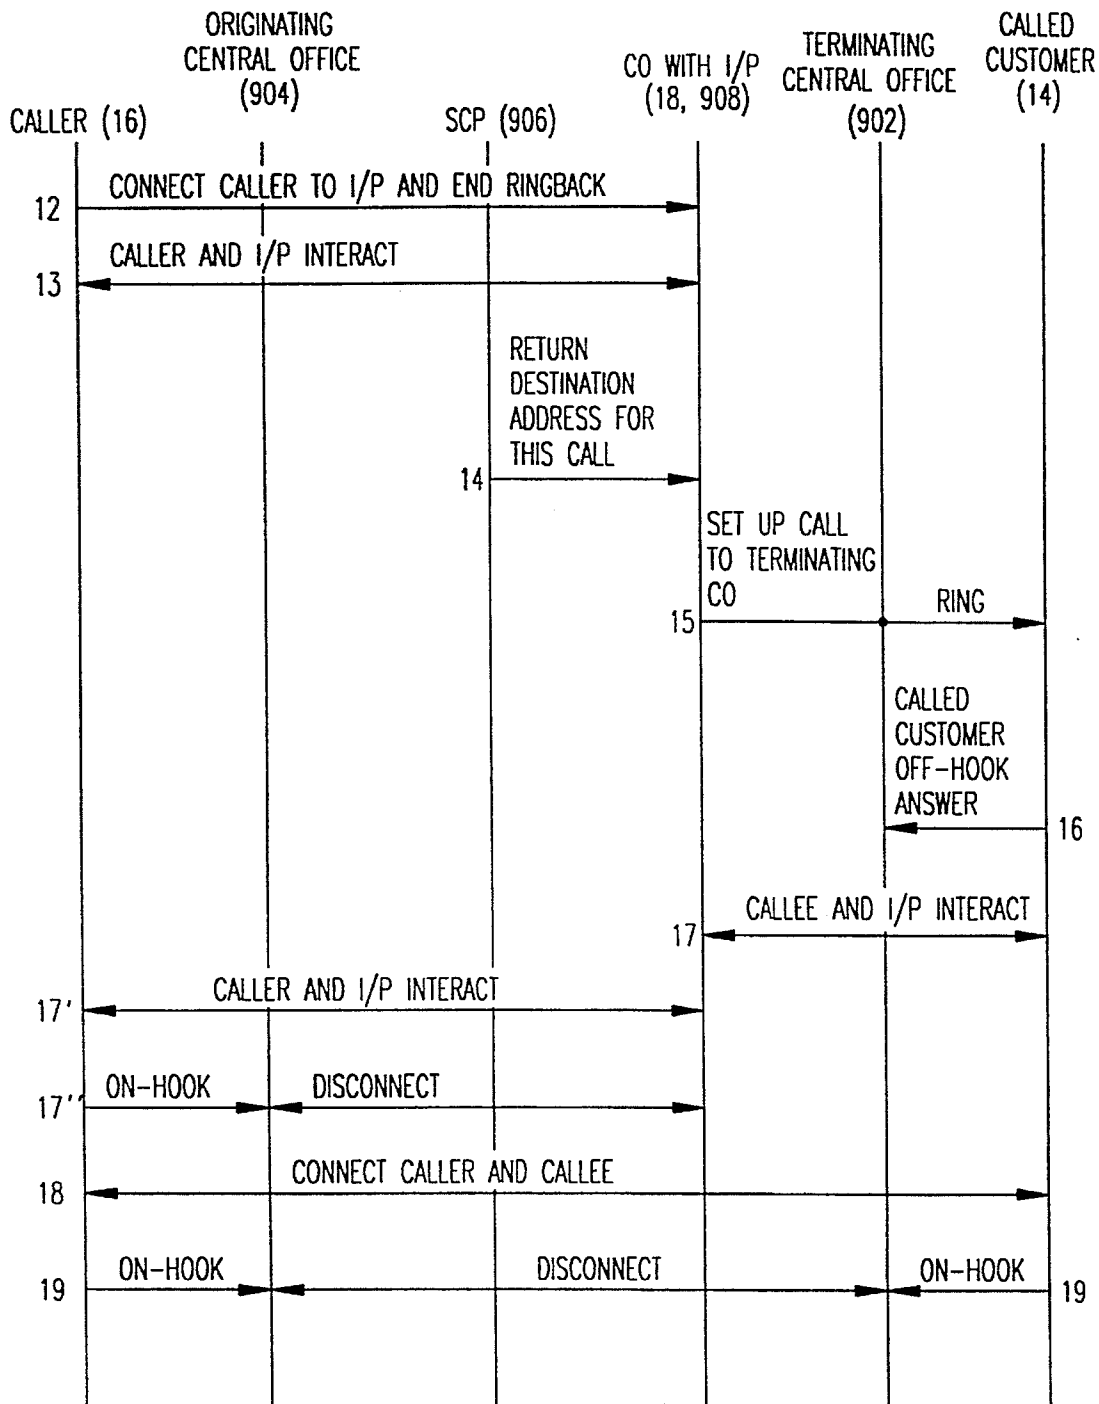 ORIGINATING
CENTRAL OFFICE
(904)
CALLER (16)
SCP (906)
CO WITH I/P
(18, 908)
TERMINATING
CENTRAL OFFICE
(902)
CALLED
CUSTOMER
(14)
CONNECT CALLER TO I/P AND END RINGBACK
12
CALLER AND I/P INTERACT
13
RETURN
DESTINATION
ADDRESS FOR
THIS CALL
14
SET UP CALL
TO TERMINATING
CO
RING
15
CALLED
CUSTOMER
OFF-HOOK
ANSWER
16
CALLEE AND I/P INTERACT
17
CALLER AND I/P INTERACT
17'
ON-HOOK DISCONNECT
17''
CONNECT CALLER AND CALLEE
18
ON-HOOK DISCONNECT ON-HOOK
19 19